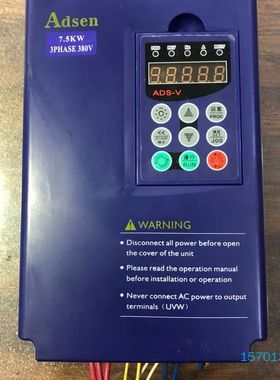 Adsen
7.5KW
3PHASE 380V
ADS-V
PROG
<<
JOG
RUN
WARNING
• Disconnect all power before open
the cover of the unit
• Please read the operation manual
before installation or operation
• Never connect AC power to output
terminals (UVW)
157013